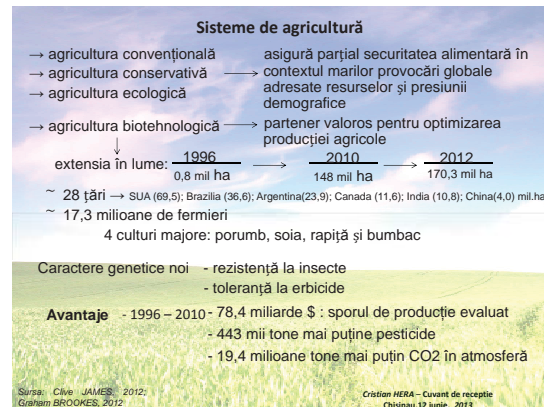 Sisteme de agricultură
→ agricultura convențională
→ agricultura conservativă
→ agricultura ecologică
asigură parțial securitatea alimentară în
contextul marilor provocări globale
adresate resurselor și presiunii
demografice
→ agricultura biotehnologică → partener valoros pentru optimizarea
producției agricole
extensia în lume: 1996 → 2010 → 2012
0,8 mil ha 148 mil ha 170,3 mil ha
~ 28 țări → SUA (69,5); Brazilia (36,6); Argentina(23,9); Canada (11,6); India (10,8); China(4,0) mil.ha
~ 17,3 milioane de fermieri
4 culturi majore: porumb, soia, rapiță și bumbac
Caractere genetice noi - rezistență la insecte
- toleranță la erbicide
Avantaje - 1996 – 2010 - 78,4 miliarde $ : sporul de producție evaluat
- 443 mii tone mai puține pesticide
- 19,4 milioane tone mai puțin CO2 în atmosferă
Sursa: Clive JAMES, 2012;
Graham BROOKES, 2012
Cristian HERA – Cuvant de receptie
Chisinau 12 iunie, 2013